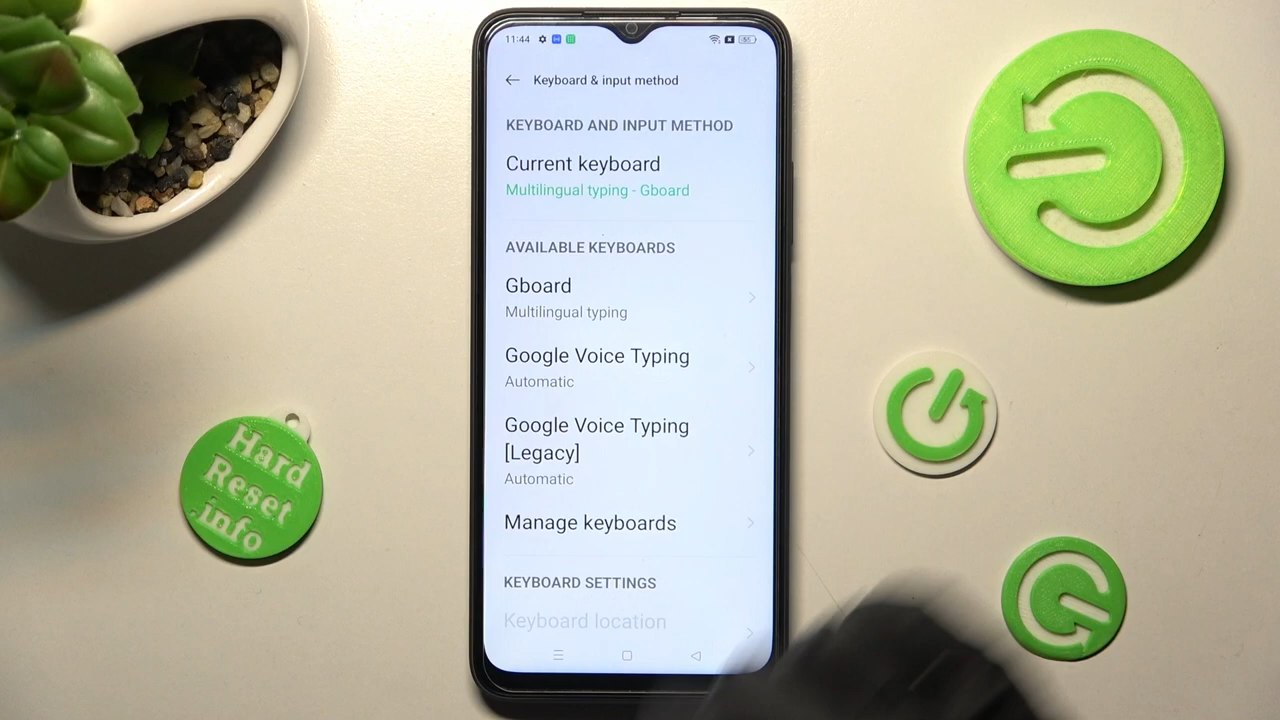 11:44
Keyboard & input method
KEYBOARD AND INPUT METHOD
Current keyboard
Multilingual typing - Gboard
AVAILABLE KEYBOARDS
Gboard
Multilingual typing
Google Voice Typing
Automatic
Google Voice Typing
[Legacy]
Automatic
Manage keyboards
KEYBOARD SETTINGS
Keyboard location
Hard
Reset
.info